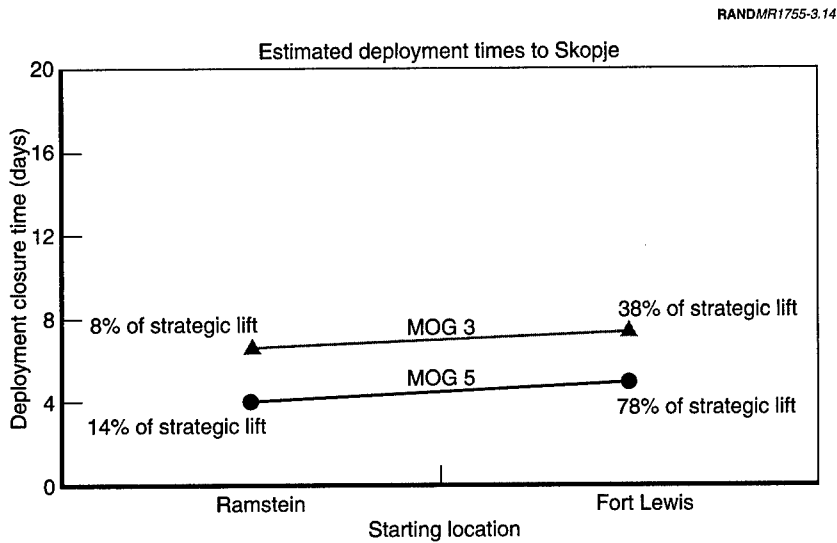 RANDMR1755-3.14
Estimated deployment times to Skopje
Deployment closure time (days)
20
16
12
8
4
0
8% of strategic lift
MOG 3
38% of strategic lift
14% of strategic lift
MOG 5
78% of strategic lift
Ramstein
Fort Lewis
Starting location